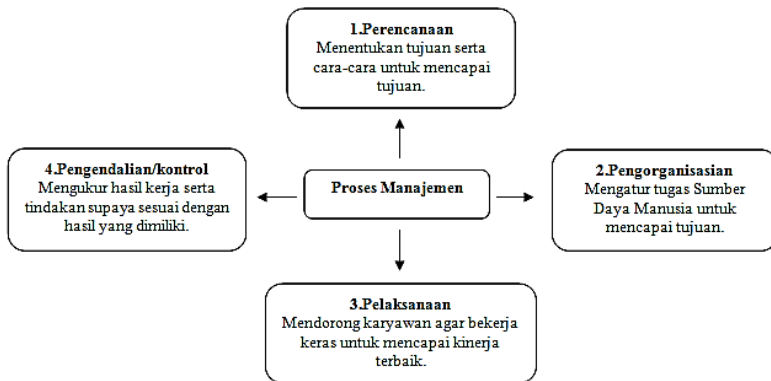 1.Perencanaan
Menentukan tujuan serta
cara-cara untuk mencapai
tujuan.
4.Pengendalian/kontrol
Mengukur hasil kerja serta
tindakan supaya sesuai dengan
hasil yang dimiliki.
Proses Manajemen
2.Pengorganisasian
Mengatur tugas Sumber
Daya Manusia untuk
mencapai tujuan.
3.Pelaksanaan
Mendorong karyawan agar bekerja
keras untuk mencapai kinerja
terbaik.